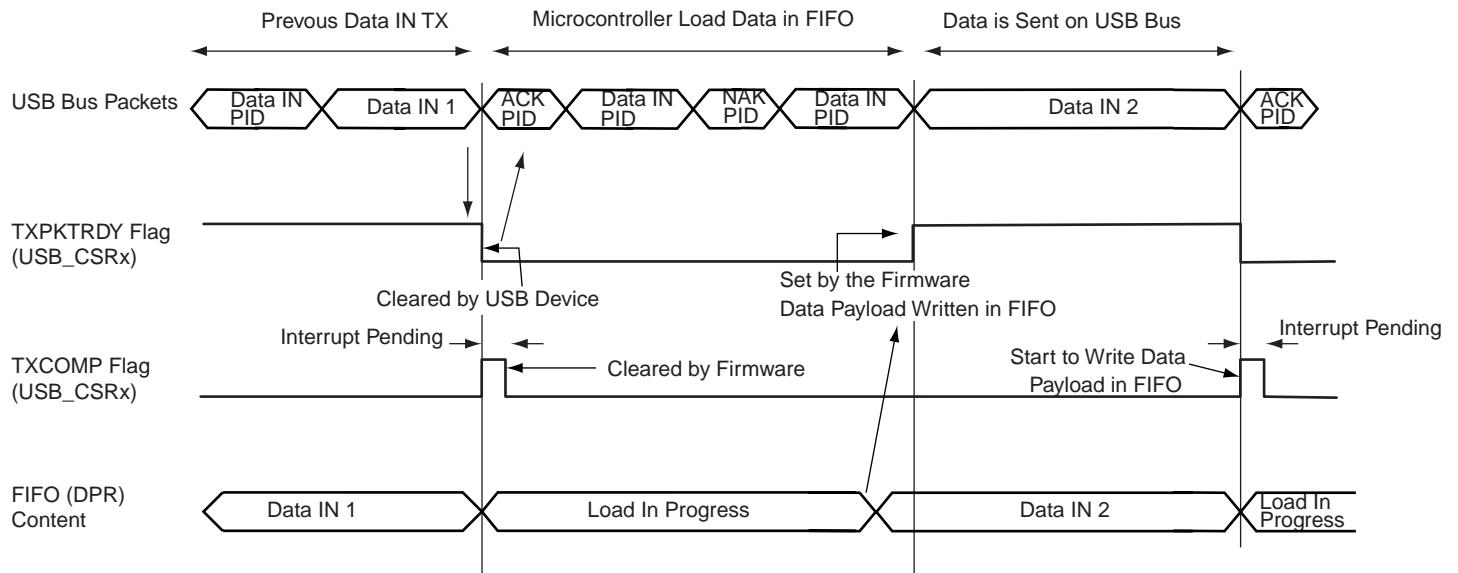 Prevous Data IN TX
Microcontroller Load Data in FIFO
Data is Sent on USB Bus
USB Bus Packets
Data IN
PID
Data IN 1
ACK
PID
Data IN
PID
NAK
PID
Data IN
PID
Data IN 2
ACK
PID
TXPKTRDY Flag
(USB_CSRx)
Cleared by USB Device
Set by the Firmware
Data Payload Written in FIFO
Interrupt Pending
Interrupt Pending
TXCOMP Flag
(USB_CSRx)
Cleared by Firmware
Start to Write Data
Payload in FIFO
FIFO (DPR)
Content
Data IN 1
Load In Progress
Data IN 2
Load In
Progress